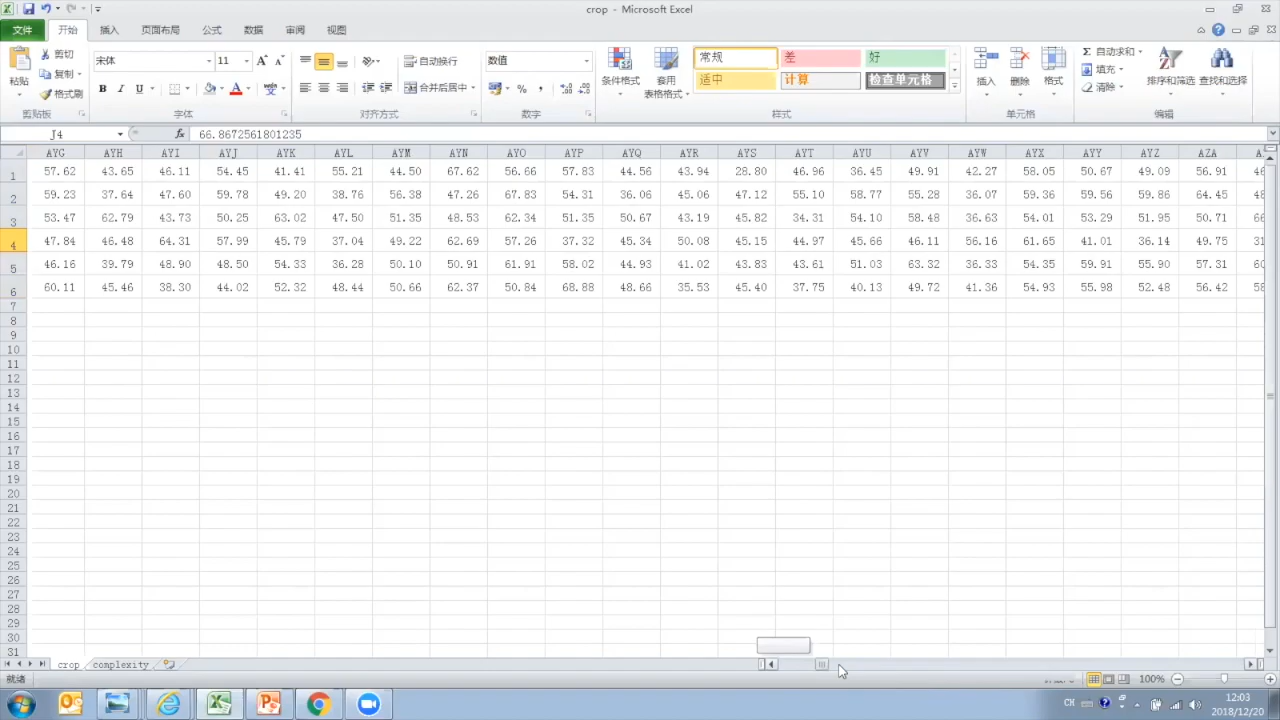 crop - Microsoft Excel
文件 开始 插入 页面布局 公式 数据 审阅 视图
剪切 宋体 11 自动换行 数值 常规 差 好 自动求和
粘贴 复制 合并后居中 条件格式 套用 表格格式 适中 计算 检查单元格 插入 删除 格式 填充 排序和筛选 查找和选择
格式刷 清除
剪贴板 字体 对齐方式 数字 样式 单元格 编辑
J4 fx 66.8672561801235
AYG AYH AYI AYJ AYK AYL AYM AYN AYO AYP AYQ AYR AYS AYT AYU AYV AYW AYX AYY AYZ AZA
1 57.62 43.65 46.11 54.45 41.41 55.21 44.50 67.62 56.66 57.83 44.56 43.94 28.80 46.96 36.45 49.91 42.27 58.05 50.67 49.09 56.91 46
2 59.23 37.64 47.60 59.78 49.20 38.76 56.38 47.26 67.83 54.31 36.06 45.06 47.12 55.10 58.77 55.28 36.07 59.36 59.56 59.86 64.45 48
3 53.47 62.79 43.73 50.25 63.02 47.50 51.35 48.53 62.34 51.35 50.67 43.19 45.82 34.31 54.10 58.48 36.63 54.01 53.29 51.95 50.71 66
4 47.84 46.48 64.31 57.99 45.79 37.04 49.22 62.69 57.26 37.32 45.34 50.08 45.15 44.97 45.66 46.11 56.16 61.65 41.01 36.14 49.75 31
5 46.16 39.79 48.90 48.50 54.33 36.28 50.10 50.91 61.91 58.02 44.93 41.02 43.83 43.61 51.03 63.32 36.33 54.35 59.91 55.90 57.31 60
6 60.11 45.46 38.30 44.02 52.32 48.44 50.66 62.37 50.84 68.88 48.66 35.53 45.40 37.75 40.13 49.72 41.36 54.93 55.98 52.48 56.42 58
7
8
9
10
11
12
13
14
15
16
17
18
19
20
21
22
23
24
25
26
27
28
29
30
31
crop complexity
就绪 100%
CH 12:03
2018/12/20